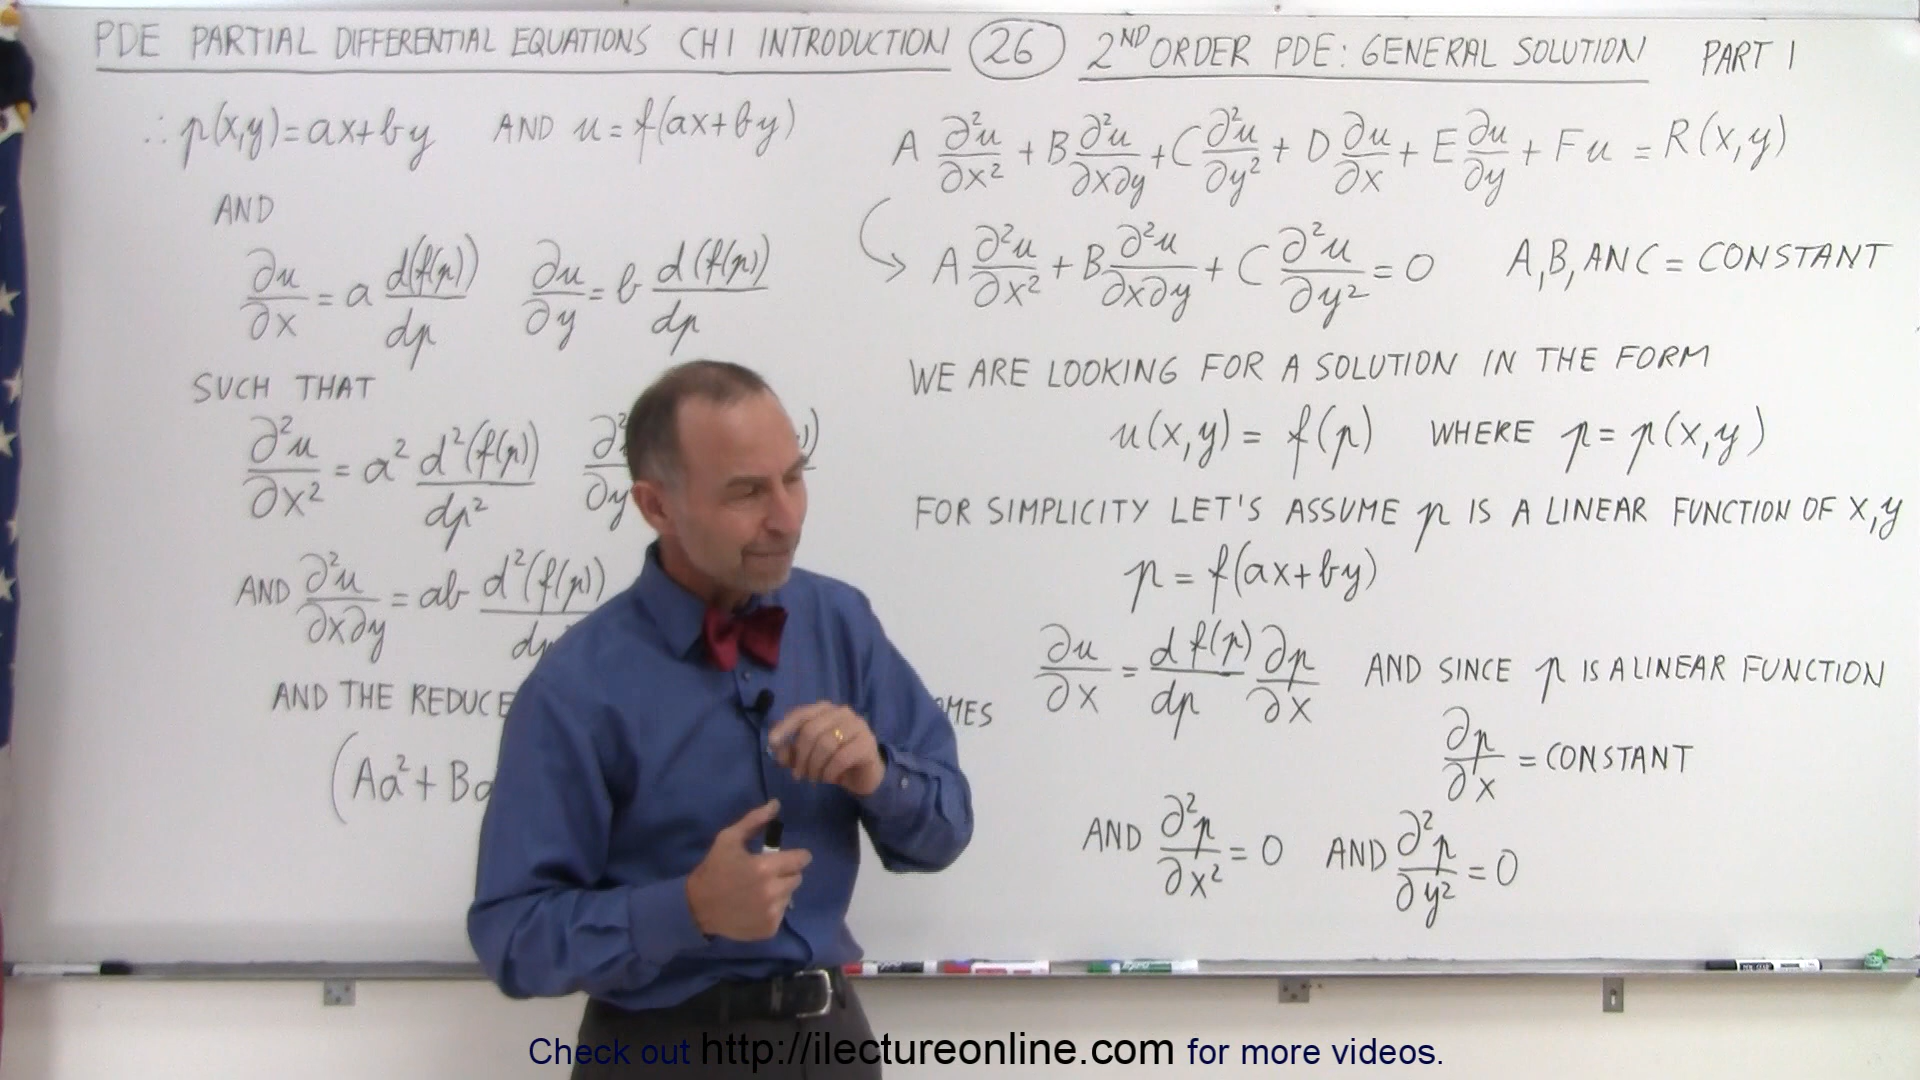 PDE PARTIAL DIFFERENTIAL EQUATIONS CH 1 INTRODUCTION 26 2ND ORDER PDE: GENERAL SOLUTION PART 1
∴ p(x,y) = ax+by AND u = f(ax+by)
AND
∂u/∂x = a d(f(p))/dp ∂u/∂y = b d(f(p))/dp
SUCH THAT
∂²u/∂x² = a² d²(f(p))/dp² ∂²
AND ∂²u/∂x∂y = ab d²(f(p))
AND THE
(Aa² + B
A ∂²u/∂x² + B ∂²u/∂x∂y + C ∂²u/∂y² + D ∂u/∂x + E ∂u/∂y + Fu = R(x,y)
A ∂²u/∂x² + B ∂²u/∂x∂y + C ∂²u/∂y² = 0 A,B,ANC = CONSTANT
WE ARE LOOKING FOR A SOLUTION IN THE FORM
u(x,y) = f(p) WHERE p = p(x,y)
FOR SIMPLICITY LET'S ASSUME p IS A LINEAR FUNCTION OF x,y
p = f(ax+by)
∂u/∂x = d f(p)/dp ∂p/∂x AND SINCE p IS A LINEAR FUNCTION
∂p/∂x = CONSTANT
AND ∂²p/∂x² = 0 AND ∂²p/∂y² = 0
Check out http://ilectureonline.com for more videos.